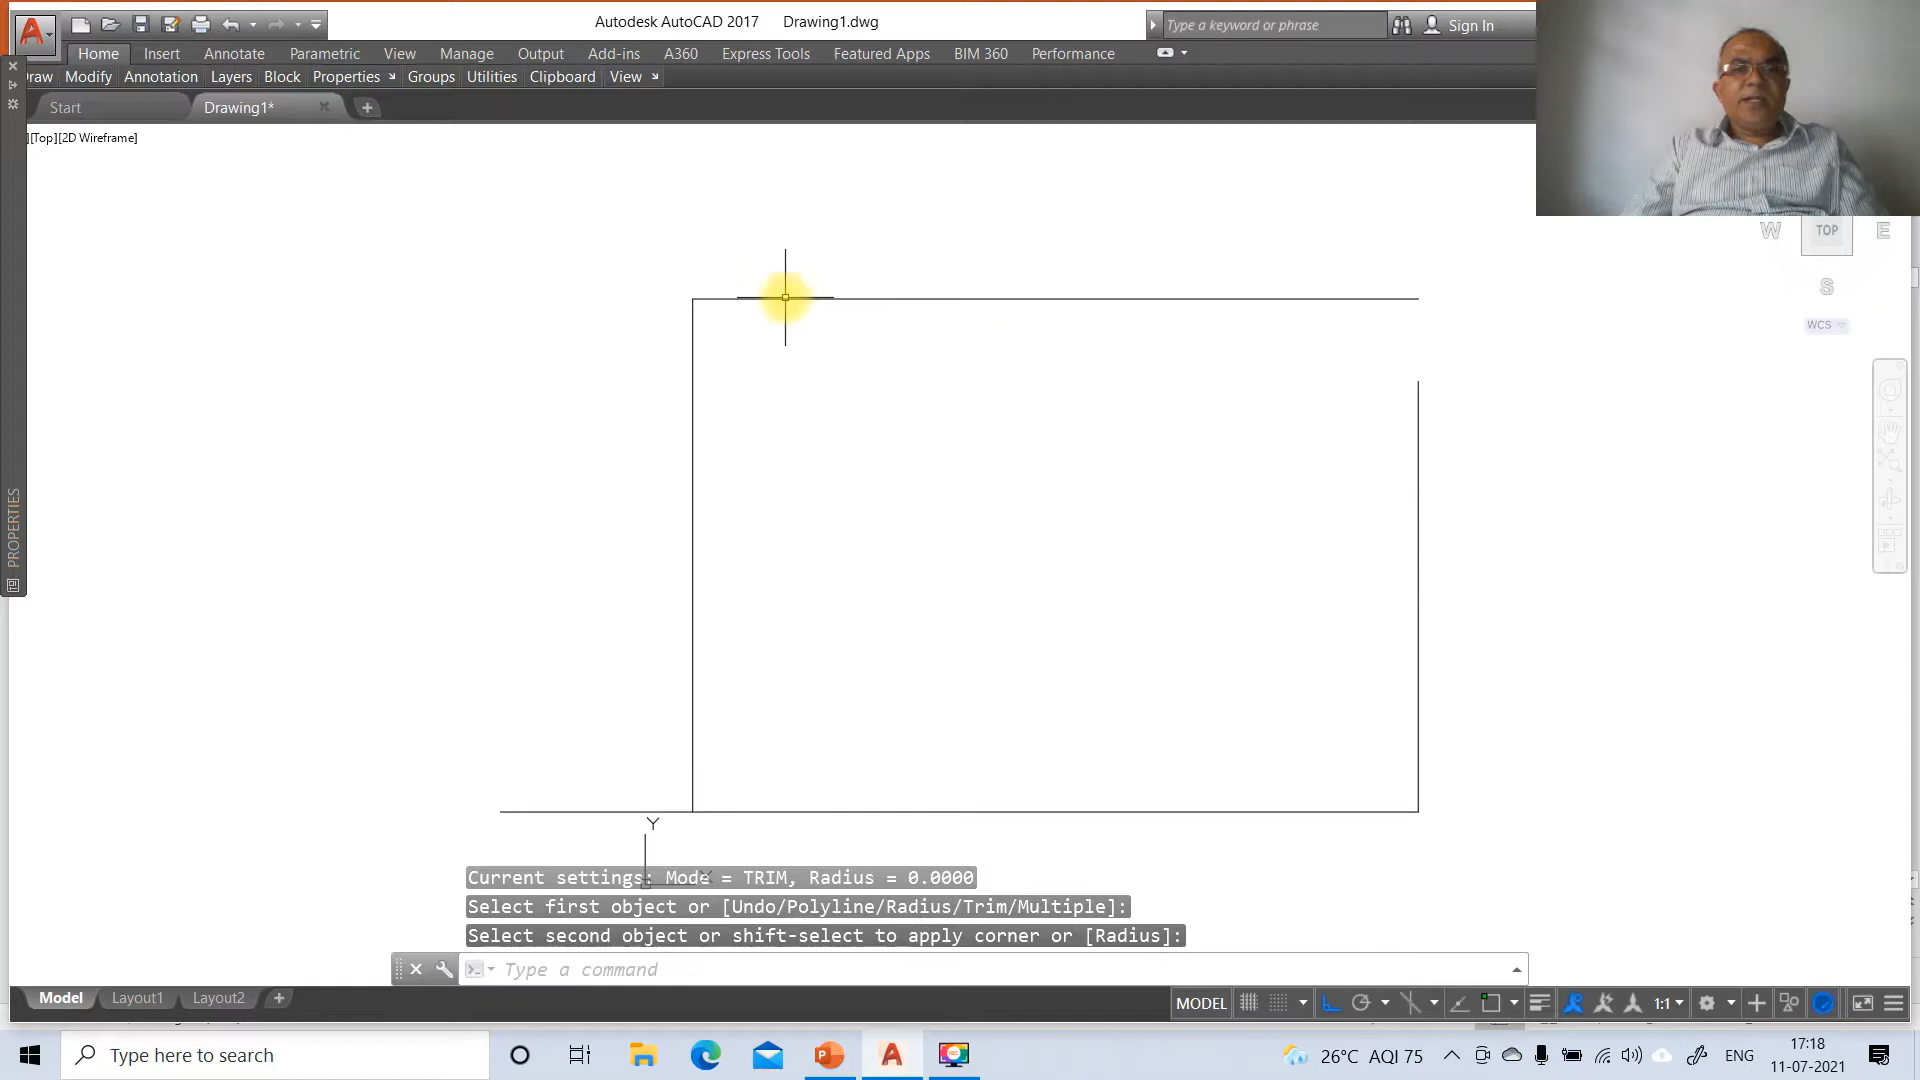 Autodesk AutoCAD 2017 Drawing1.dwg
Type a keyword or phrase
Sign In
Home Insert Annotate Parametric View Manage Output Add-ins A360 Express Tools Featured Apps BIM 360 Performance
raw Modify Annotation Layers Block Properties Groups Utilities Clipboard View
Start Drawing1*
][Top][2D Wireframe]
W TOP E
S
WCS
PROPERTIES
Y
Current settings: Mode = TRIM, Radius = 0.0000
Select first object or [Undo/Polyline/Radius/Trim/Multiple]:
Select second object or shift-select to apply corner or [Radius]:
Type a command
Model Layout1 Layout2
MODEL 1:1
Type here to search
26°C AQI 75
ENG
17:18
11-07-2021